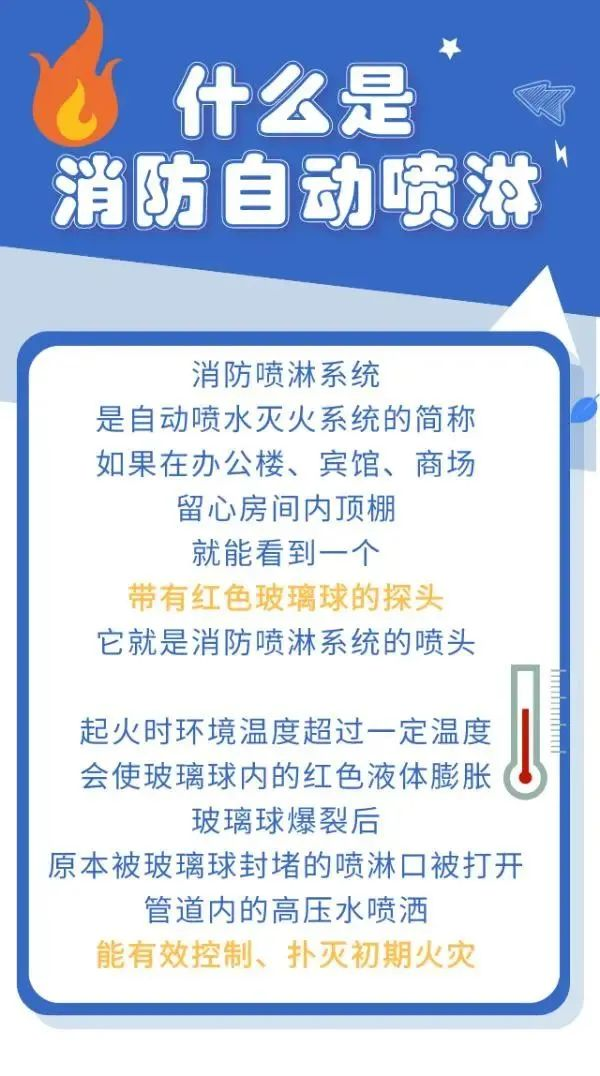 什么是
消防自动喷淋
消防喷淋系统
是自动喷水灭火系统的简称
如果在办公楼、宾馆、商场
留心房间内顶棚
就能看到一个
带有红色玻璃球的探头
它就是消防喷淋系统的喷头
起火时环境温度超过一定温度
会使玻璃球内的红色液体膨胀
玻璃球爆裂后
原本被玻璃球封堵的喷淋口被打开
管道内的高压水喷洒
能有效控制、扑灭初期火灾